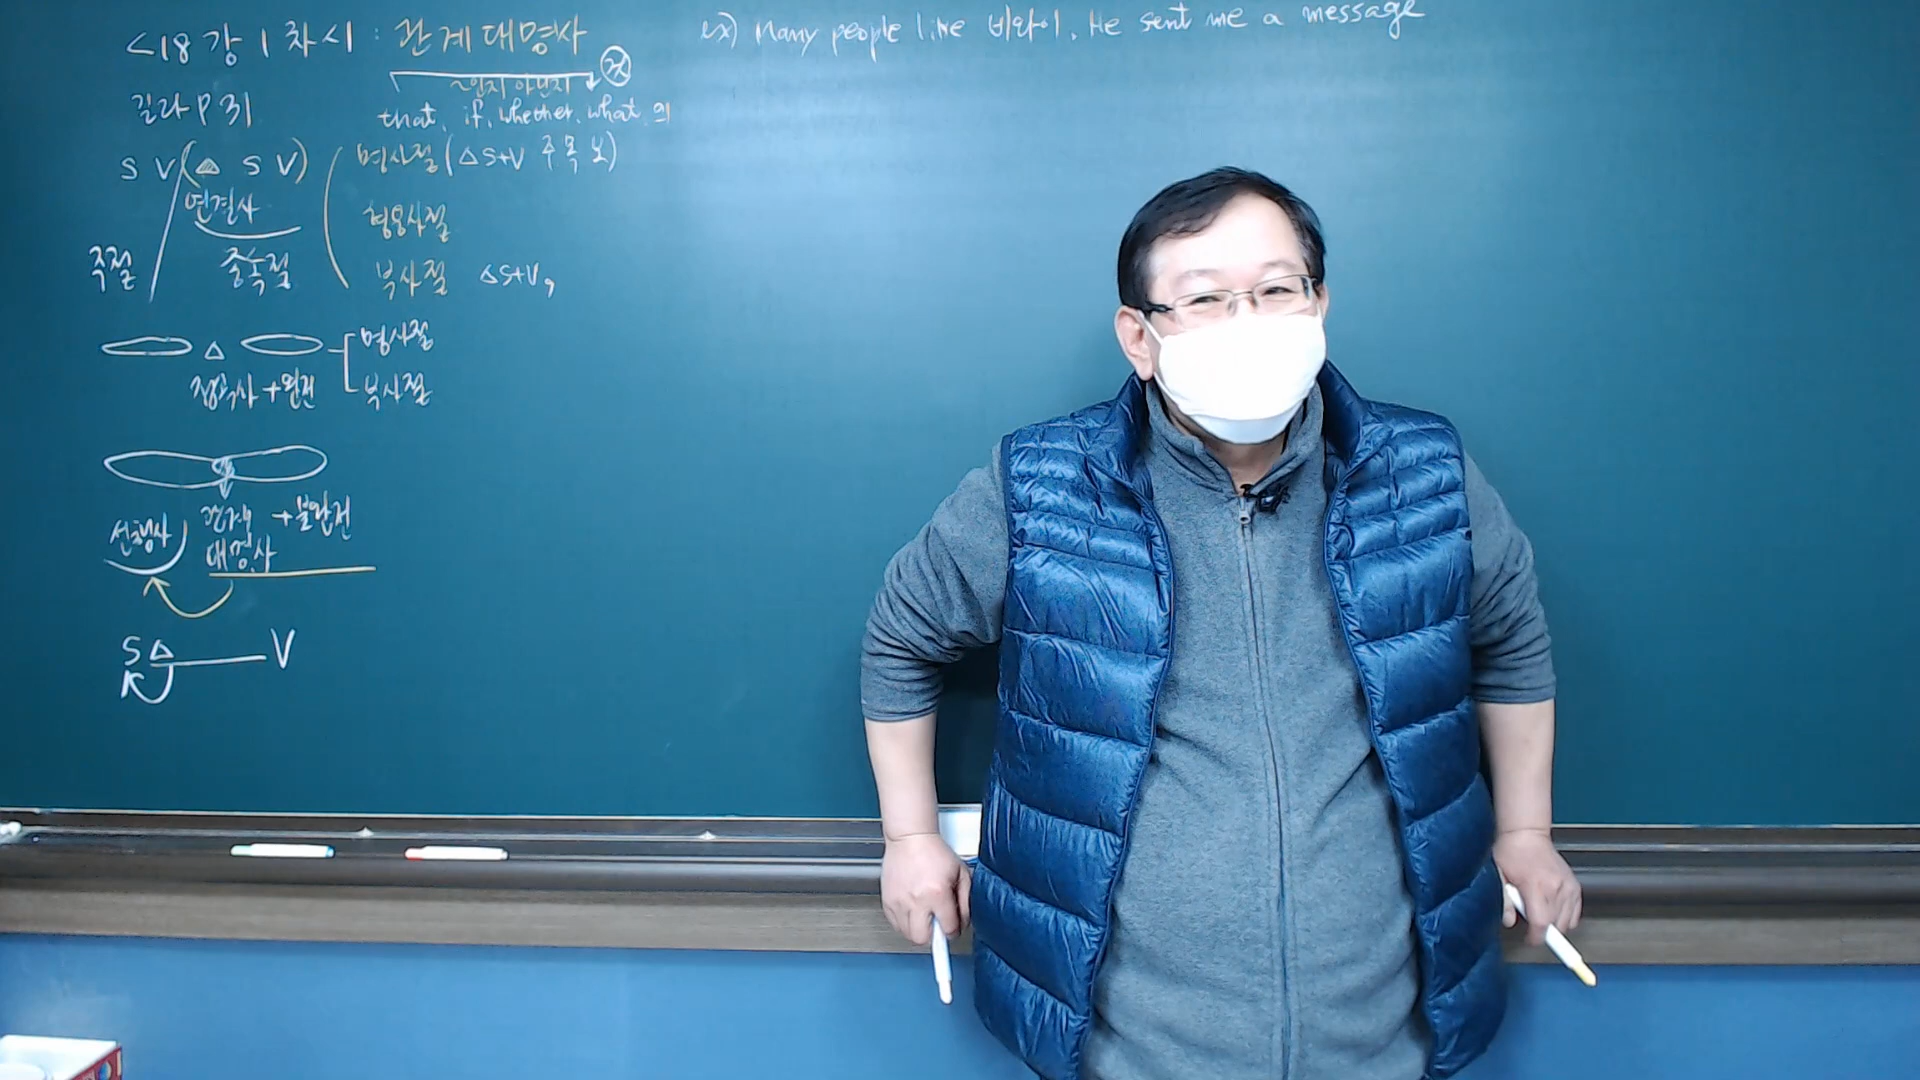 <18강 1차시 : 관계대명사
길라 P 31
~인지 아닌지
that, if, whether, what, 의
S V (△ S V)
연결사
주절
종속절
명사절 (△ S+V 주 목 보)
형용사절
부사절 △S+V,
△
접속사 + 완전
명사절
부사절
선행사
관계대명사 + 불완전
S △ V
ex) Many people like 비와이. He sent me a message